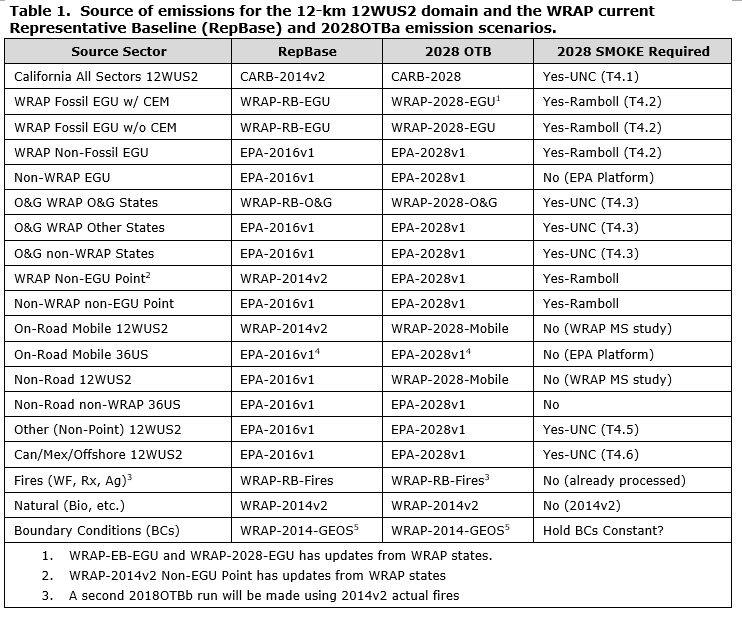 Table 1.  Source of emissions for the 12-km 12WUS2 domain and the WRAP current
Representative Baseline (RepBase) and 2028OTBa emission scenarios.
Source Sector RepBase 2028 OTB 2028 SMOKE Required
California All Sectors 12WUS2 CARB-2014v2 CARB-2028 Yes-UNC (T4.1)
WRAP Fossil EGU w/ CEM WRAP-RB-EGU WRAP-2028-EGU¹ Yes-Ramboll (T4.2)
WRAP Fossil EGU w/o CEM WRAP-RB-EGU WRAP-2028-EGU Yes-Ramboll (T4.2)
WRAP Non-Fossil EGU EPA-2016v1 EPA-2028v1 Yes-Ramboll (T4.2)
Non-WRAP EGU EPA-2016v1 EPA-2028v1 No (EPA Platform)
O&G WRAP O&G States WRAP-RB-O&G WRAP-2028-O&G Yes-UNC (T4.3)
O&G WRAP Other States EPA-2016v1 EPA-2028v1 Yes-UNC (T4.3)
O&G non-WRAP States EPA-2016v1 EPA-2028v1 Yes-UNC (T4.3)
WRAP Non-EGU Point² WRAP-2014v2 EPA-2028v1 Yes-Ramboll
Non-WRAP non-EGU Point EPA-2016v1 EPA-2028v1 Yes-Ramboll
On-Road Mobile 12WUS2 WRAP-2014v2 WRAP-2028-Mobile No (WRAP MS study)
On-Road Mobile 36US EPA-2016v1⁴ EPA-2028v1⁴ No (EPA Platform)
Non-Road 12WUS2 EPA-2016v1 WRAP-2028-Mobile No (WRAP MS study)
Non-Road non-WRAP 36US EPA-2016v1 EPA-2028v1 No
Other (Non-Point) 12WUS2 EPA-2016v1 EPA-2028v1 Yes-UNC (T4.5)
Can/Mex/Offshore 12WUS2 EPA-2016v1 EPA-2028v1 Yes-UNC (T4.6)
Fires (WF, Rx, Ag)³ WRAP-RB-Fires WRAP-RB-Fires³ No (already processed)
Natural (Bio, etc.) WRAP-2014v2 WRAP-2014v2 No (2014v2)
Boundary Conditions (BCs) WRAP-2014-GEOS⁵ WRAP-2014-GEOS⁵ Hold BCs Constant?
1. WRAP-EB-EGU and WRAP-2028-EGU has updates from WRAP states.
2. WRAP-2014v2 Non-EGU Point has updates from WRAP states
3. A second 2018OTBb run will be made using 2014v2 actual fires